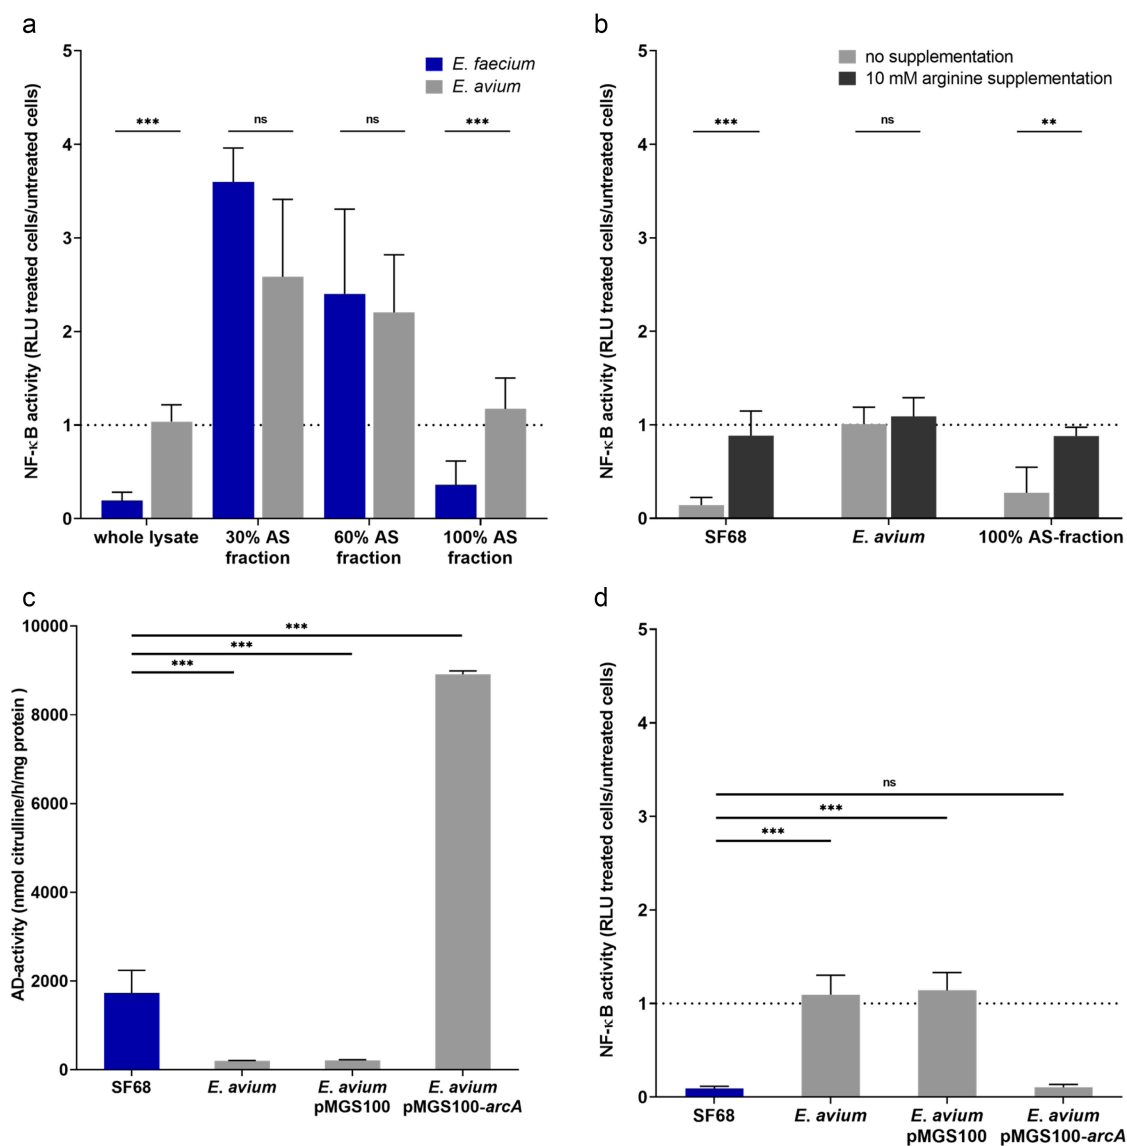 a
NF-κB activity (RLU treated cells/untreated cells)
5
4
3
2
1
0
E. faecium
E. avium
***
ns
ns
***
whole lysate
30% AS
fraction
60% AS
fraction
100% AS
fraction
b
NF-κB activity (RLU treated cells/untreated cells)
5
4
3
2
1
0
no supplementation
10 mM arginine supplementation
***
ns
**
SF68
E. avium
100% AS-fraction
c
AD-activity (nmol citrulline/h/mg protein )
10000
8000
6000
4000
2000
0
***
***
***
SF68
E. avium
E. avium
pMGS100
E. avium
pMGS100-arcA
d
NF-κB activity (RLU treated cells/untreated cells)
5
4
3
2
1
0
ns
***
***
SF68
E. avium
E. avium
pMGS100
E. avium
pMGS100-arcA